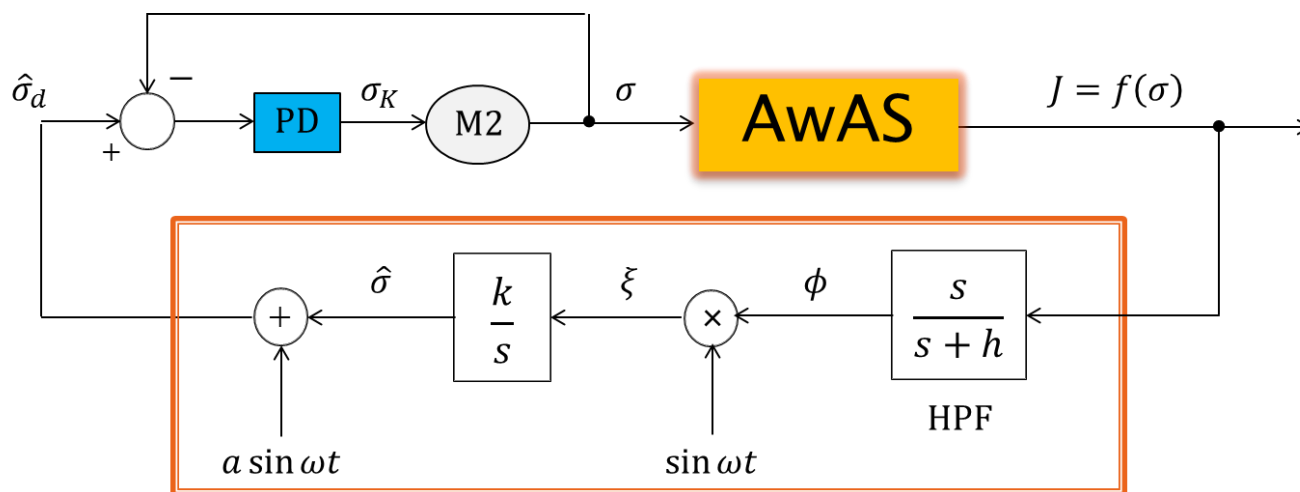 −
σ̂_d
+
PD
σ_K
M2
σ
AwAS
J = f(σ)
σ̂
k/s
ξ
×
ϕ
s/(s + h)
+
HPF
a sin ωt
sin ωt